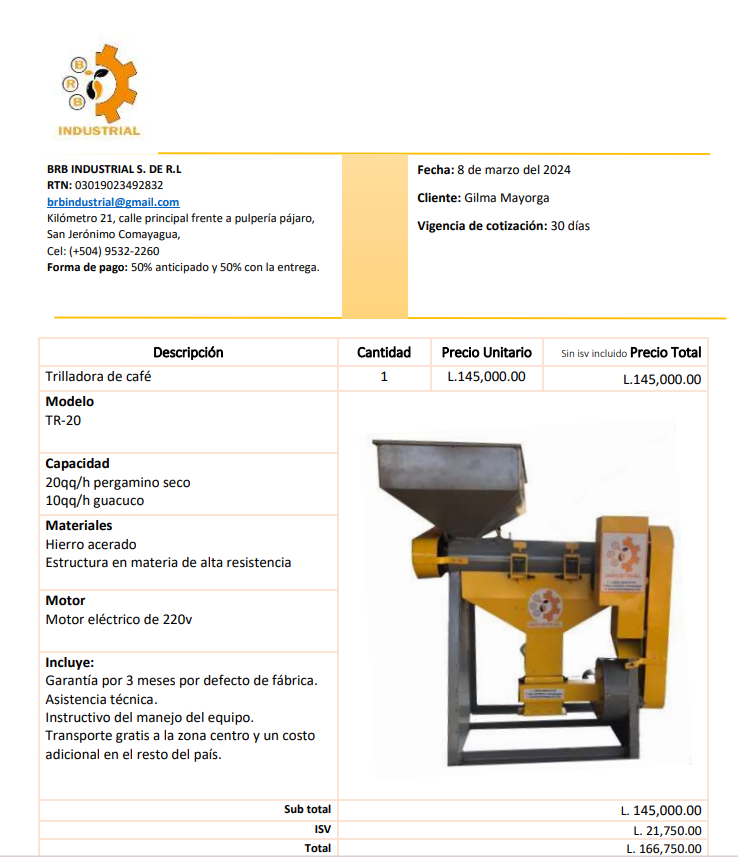 B
R
B
INDUSTRIAL
BRB INDUSTRIAL S. DE R.L
RTN: 03019023492832
brbindustrial@gmail.com
Kilómetro 21, calle principal frente a pulpería pájaro,
San Jerónimo Comayagua,
Cel: (+504) 9532-2260
Forma de pago: 50% anticipado y 50% con la entrega.
Fecha: 8 de marzo del 2024
Cliente: Gilma Mayorga
Vigencia de cotización: 30 días
Descripción Cantidad Precio Unitario Sin isv incluido Precio Total
Trilladora de café 1 L.145,000.00 L.145,000.00
Modelo
TR-20
Capacidad
20qq/h pergamino seco
10qq/h guacuco
Materiales
Hierro acerado
Estructura en materia de alta resistencia
Motor
Motor eléctrico de 220v
Incluye:
Garantía por 3 meses por defecto de fábrica.
Asistencia técnica.
Instructivo del manejo del equipo.
Transporte gratis a la zona centro y un costo
adicional en el resto del país.
INDUSTRIAL
INDUSTRIAL
Sub total L. 145,000.00
ISV L. 21,750.00
Total L. 166,750.00